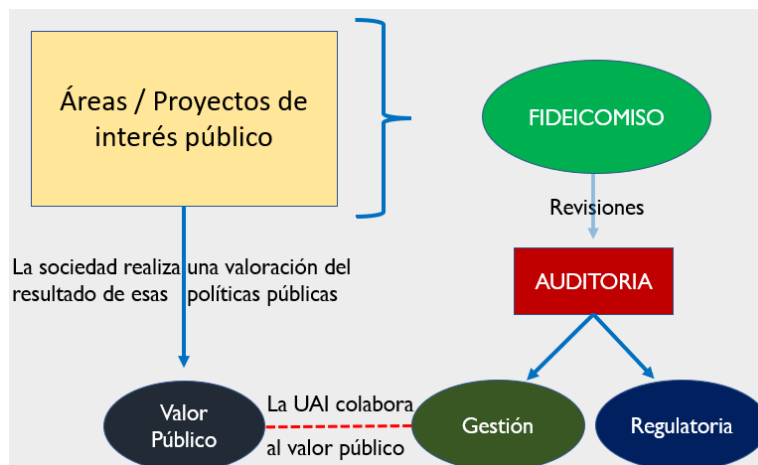 Áreas / Proyectos de
interés público
FIDEICOMISO
Revisiones
La sociedad realiza una valoración del
resultado de esas políticas públicas
AUDITORIA
Valor
Público
La UAI colabora
al valor público
Gestión
Regulatoria